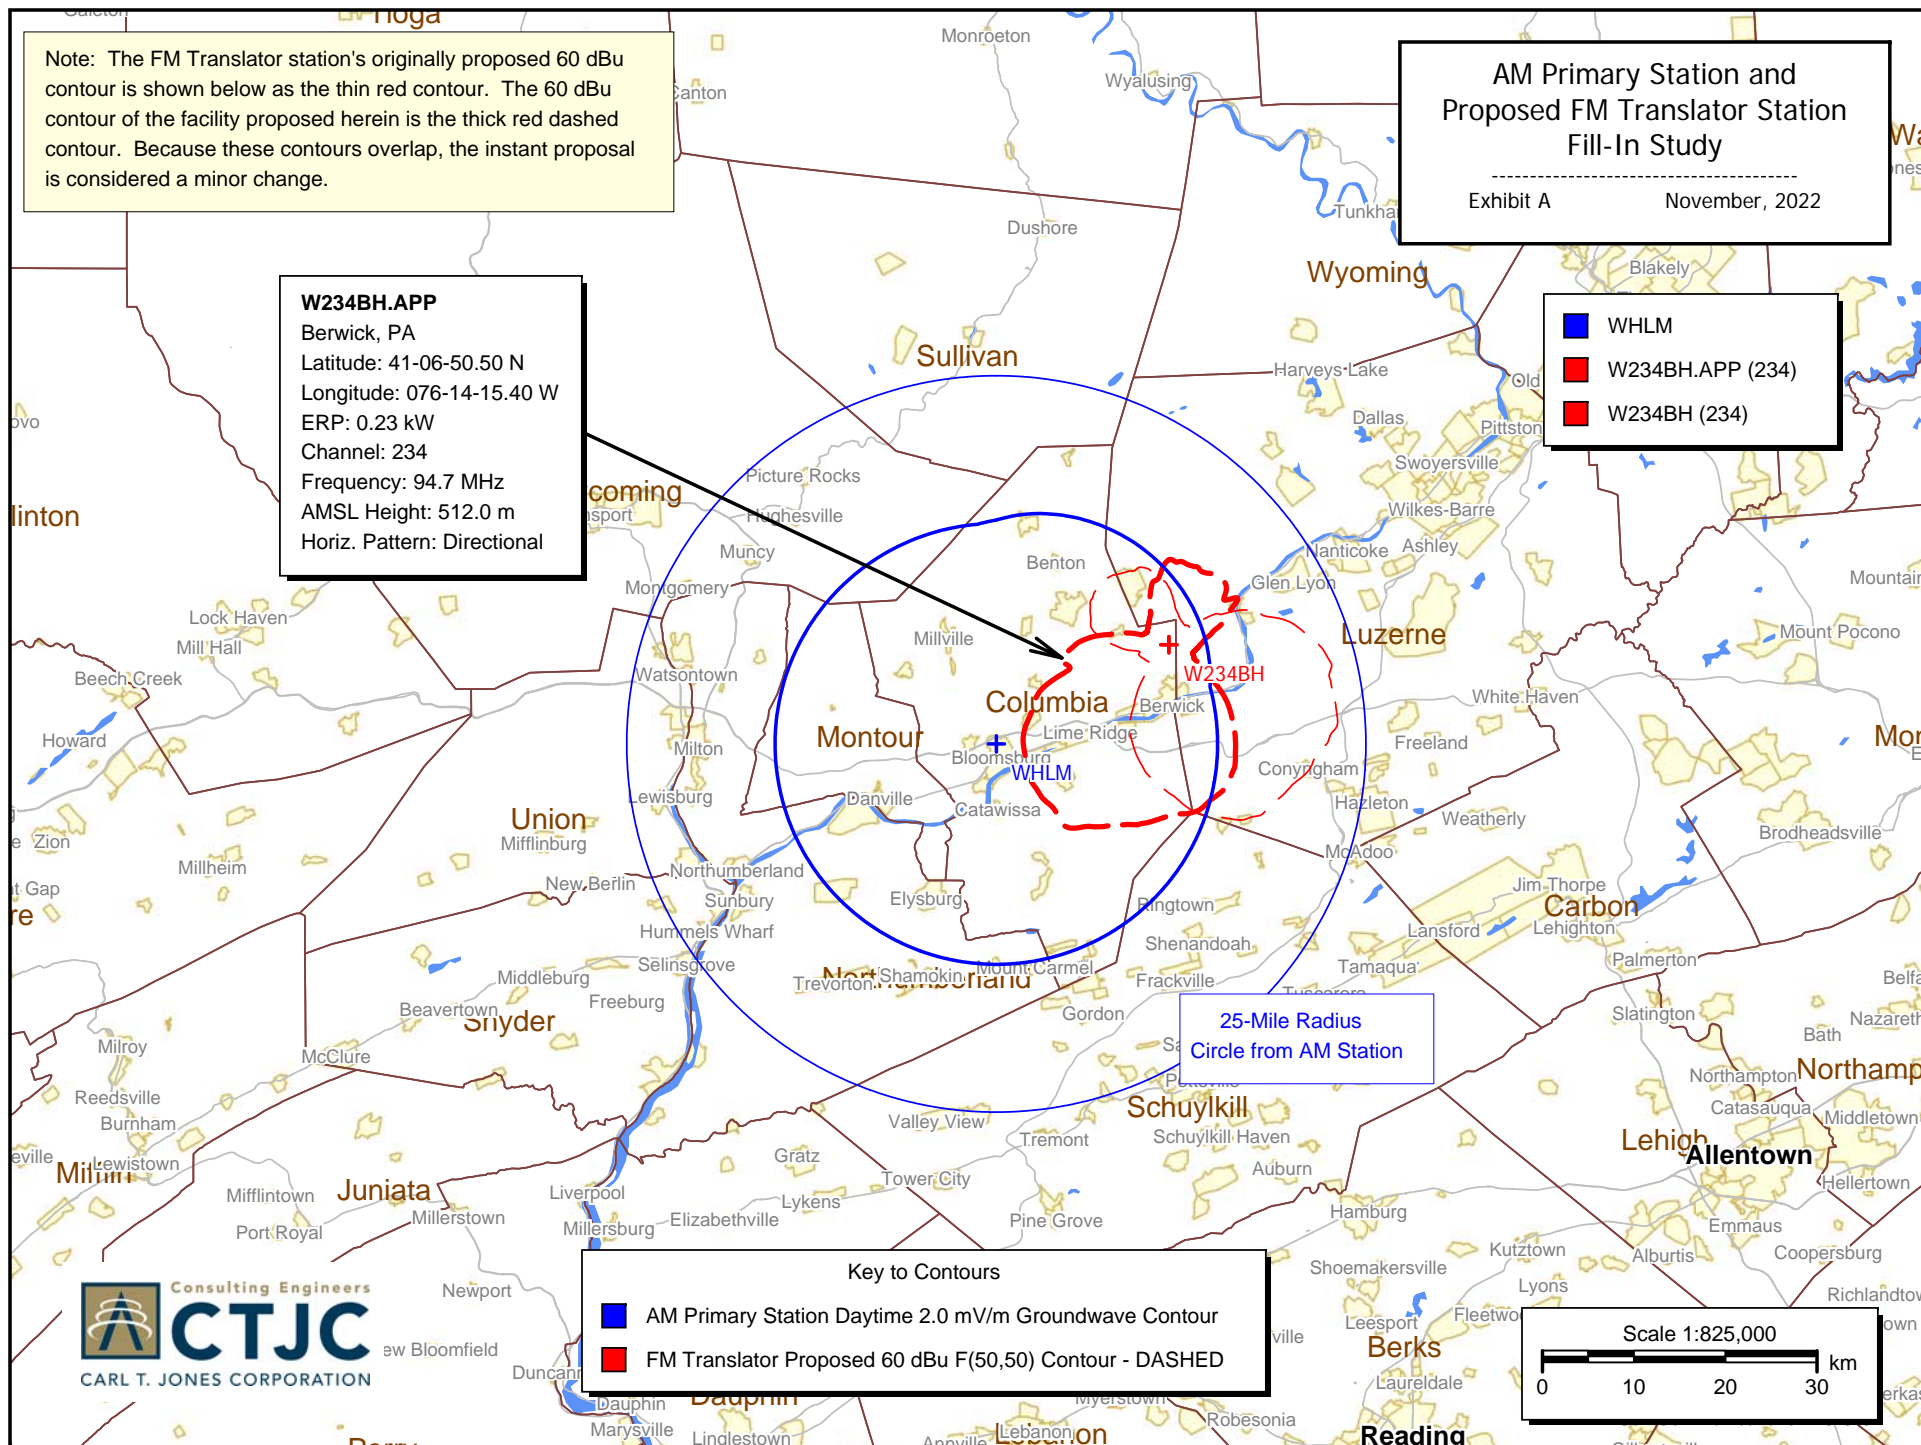 Note: The FM Translator station's originally proposed 60 dBu
contour is shown below as the thin red contour. The 60 dBu
contour of the facility proposed herein is the thick red dashed
contour. Because these contours overlap, the instant proposal
is considered a minor change.
AM Primary Station and
Proposed FM Translator Station
Fill-In Study
-----------------------------------------
Exhibit A November, 2022
W234BH.APP
Berwick, PA
Latitude: 41-06-50.50 N
Longitude: 076-14-15.40 W
ERP: 0.23 kW
Channel: 234
Frequency: 94.7 MHz
AMSL Height: 512.0 m
Horiz. Pattern: Directional
WHLM
W234BH.APP (234)
W234BH (234)
Monroeton
Wyalusing
Canton
Dushore
Wyoming
Blakely
Sullivan
Harveys Lake
Old
Dallas
Pittston
Swoyersville
Picture Rocks
coming
Hughesville
Wilkes-Barre
linton
Muncy
Benton
Nanticoke
Ashley
Montgomery
Glen Lyon
Lock Haven
Mill Hall
Millville
Luzerne
Mount Pocono
Beech Creek
Watsontown
W234BH
Columbia
Berwick
White Haven
Howard
Milton
Montour
Lime Ridge
Bloomsburg
WHLM
Freeland
Conyngham
Lewisburg
Danville
Catawissa
Hazleton
Weatherly
Union
Mifflinburg
Zion
Millheim
Brodheadsville
McAdoo
Northumberland
New Berlin
Sunbury
Elysburg
Ringtown
Jim Thorpe
Carbon
Lehighton
Lansford
Hummels Wharf
Shenandoah
Selinsgrove
Middleburg
Trevorton
Shamokin
Mount Carmel
Northumberland
Frackville
Tamaqua
Palmerton
Tuscarora
Beavertown
Freeburg
Snyder
Gordon
25-Mile Radius
Circle from AM Station
Slatington
Bath
Nazareth
Milroy
McClure
Pottsville
Northampton
Reedsville
Burnham
Schuylkill
Catasauqua
Middletown
Valley View
Tremont
Schuylkill Haven
Lehigh
Allentown
Lewistown
Mifflin
Gratz
Auburn
Tower City
Juniata
Mifflintown
Liverpool
Lykens
Hellertown
Port Royal
Millerstown
Millersburg
Elizabethville
Pine Grove
Hamburg
Emmaus
Kutztown
Alburtis
Coopersburg
Shoemakersville
Lyons
Newport
Key to Contours
AM Primary Station Daytime 2.0 mV/m Groundwave Contour
FM Translator Proposed 60 dBu F(50,50) Contour - DASHED
Leesport
Berks
Laureldale
Scale 1:825,000
km
0 10 20 30
Consulting Engineers
CTJC
CARL T. JONES CORPORATION
ew Bloomfield
Dauphin
Dauphin
Myerstown
Robesonia
Marysville
Linglestown
Annville
Lebanon
Lebanon
Reading